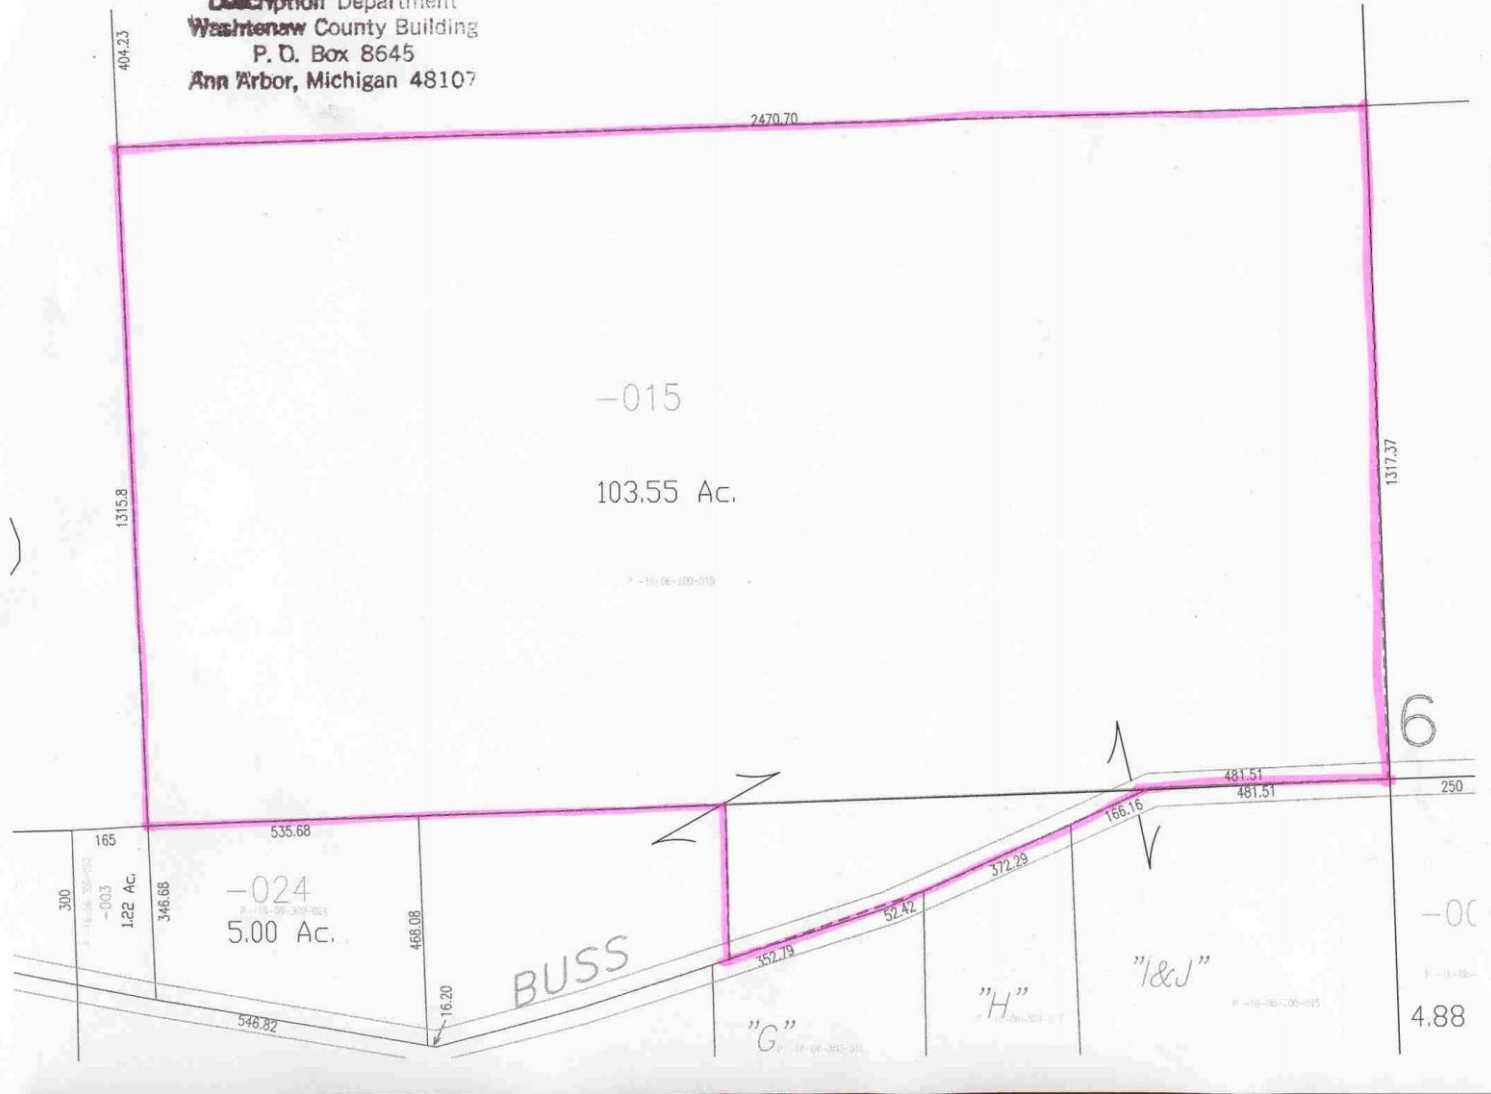 Description Department
Washtenaw County Building
P. O. Box 8645
Ann Arbor, Michigan 48107
404.23
2470.70
-015
103.55 Ac.
1315.8
1317.37
6
481.51
481.51
250
166.16
535.68
165
372.29
300
-003
1.22 Ac.
346.68
-024
5.00 Ac.
468.08
52.42
352.79
BUSS
16.20
546.82
"G"
"H"
"I&J"
4.88